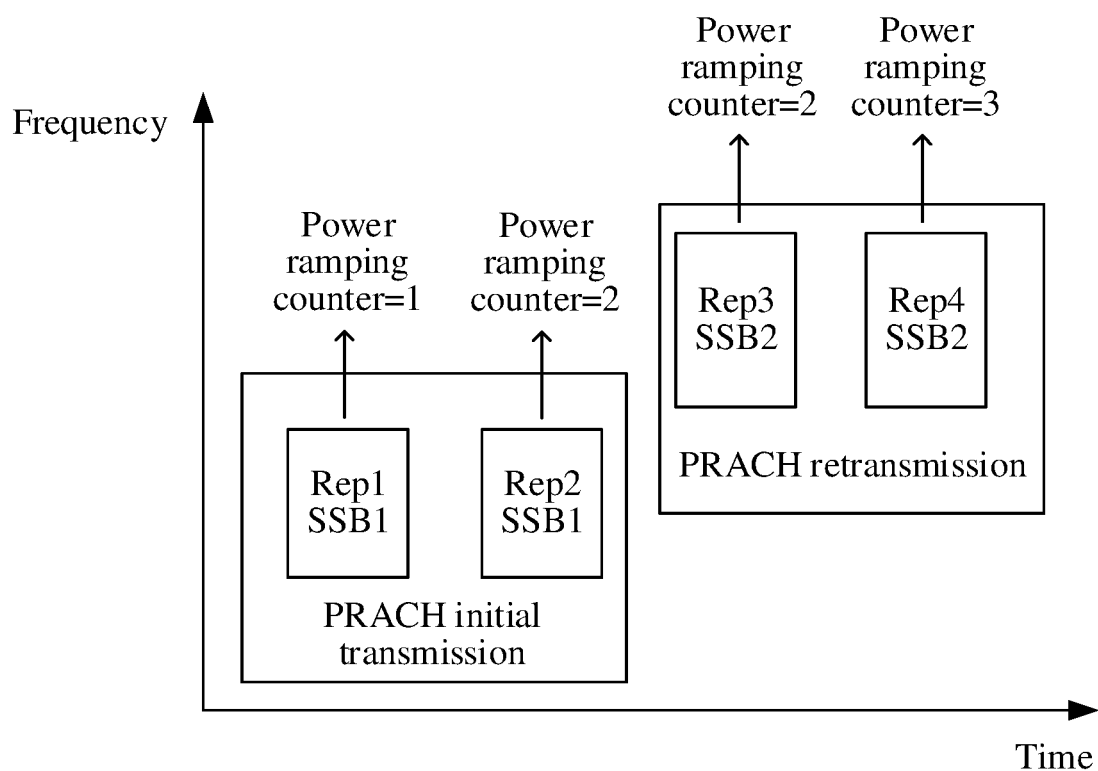 Power
ramping
counter=2
Power
ramping
counter=3
Frequency
Power
ramping
counter=1
Power
ramping
counter=2
Rep3
SSB2
Rep4
SSB2
PRACH retransmission
Rep1
SSB1
Rep2
SSB1
PRACH initial
transmission
Time